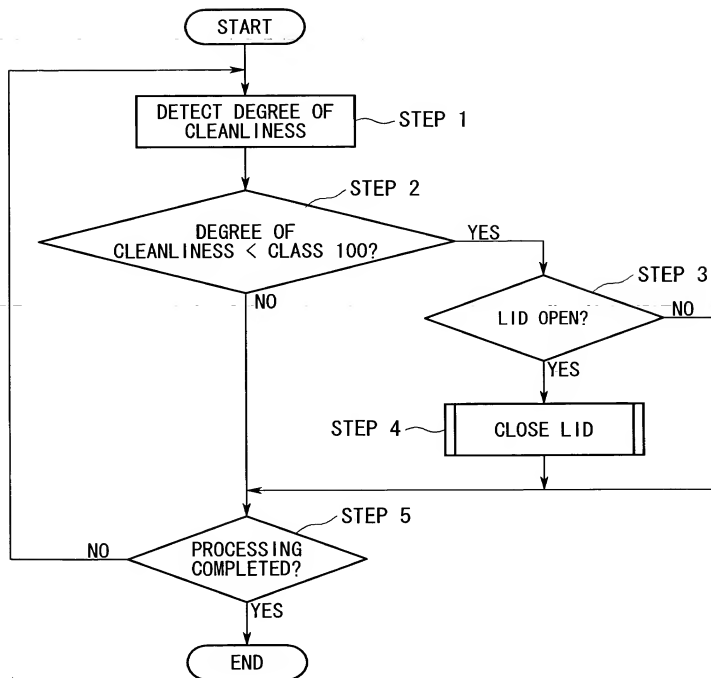 START
DETECT DEGREE OF
CLEANLINESS
STEP 1
STEP 2
DEGREE OF
CLEANLINESS < CLASS 100?
YES
NO
STEP 3
LID OPEN?
NO
YES
STEP 4
CLOSE LID
STEP 5
PROCESSING
COMPLETED?
NO
YES
END